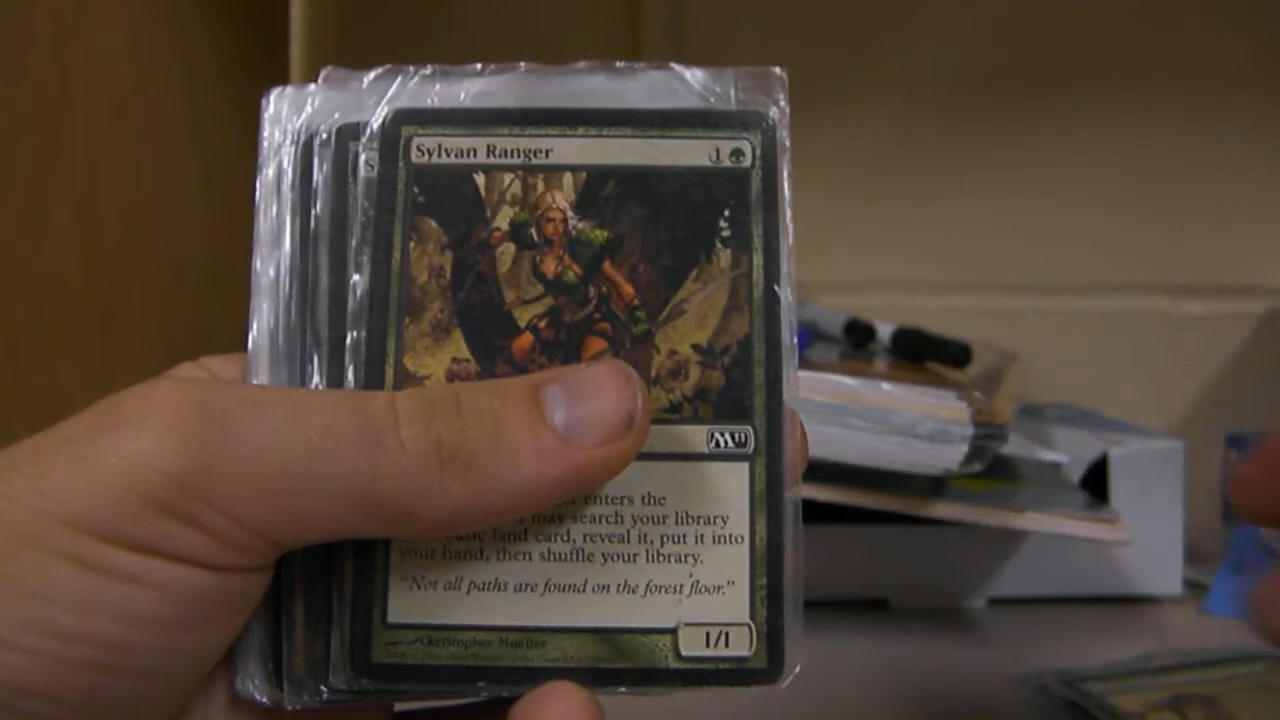 Sylvan Ranger 1
S
M11
enters the
may search your library
land card, reveal it, put it into
your hand, then shuffle your library.
"Not all paths are found on the forest floor."
1/1
Christopher Moeller